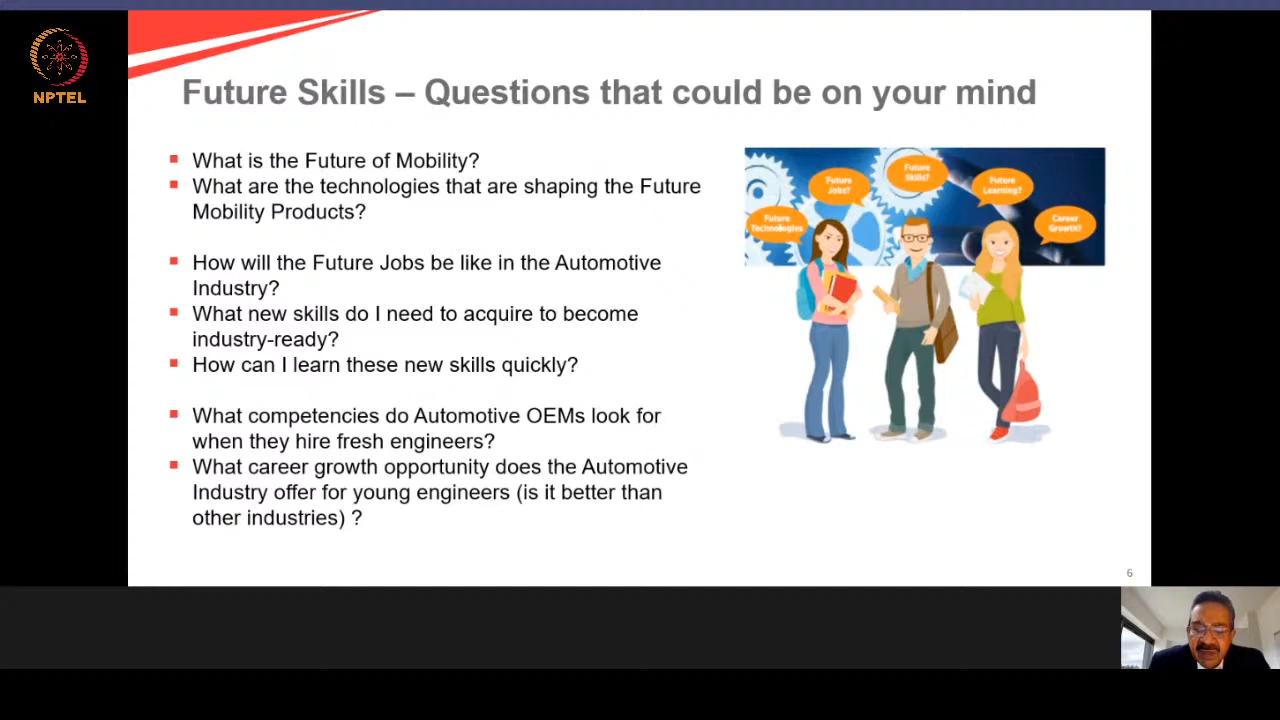 NPTEL
Future Skills – Questions that could be on your mind
What is the Future of Mobility?
What are the technologies that are shaping the Future
Mobility Products?
How will the Future Jobs be like in the Automotive
Industry?
What new skills do I need to acquire to become
industry-ready?
How can I learn these new skills quickly?
What competencies do Automotive OEMs look for
when they hire fresh engineers?
What career growth opportunity does the Automotive
Industry offer for young engineers (is it better than
other industries) ?
Future
Technologies
Future
Jobs?
Future
Skills?
Future
Learning?
Career
Growth?
6